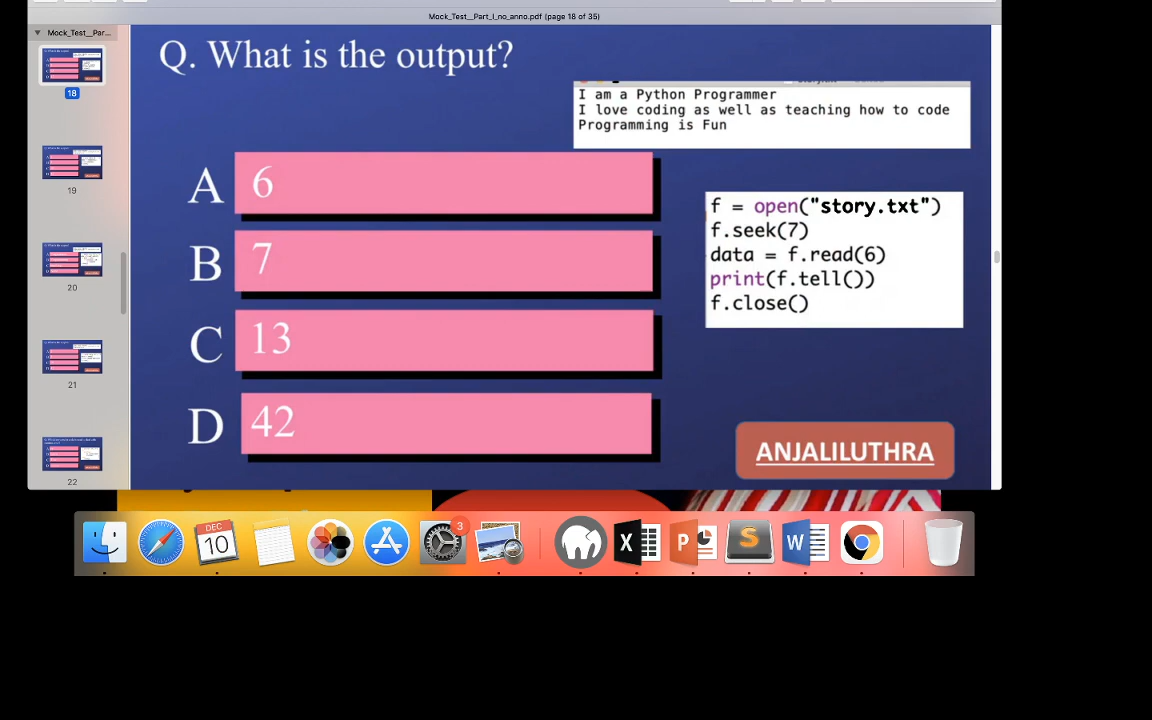 Mock_Test__Part_I_no_anno.pdf (page 18 of 35)
Mock_Test__Par...
18
19
20
21
22
Q. What is the output?
I am a Python Programmer
I love coding as well as teaching how to code
Programming is Fun
A 6
B 7
C 13
D 42
f = open("story.txt")
f.seek(7)
data = f.read(6)
print(f.tell())
f.close()
ANJALILUTHRA
DEC
10
3
X
P
S
W